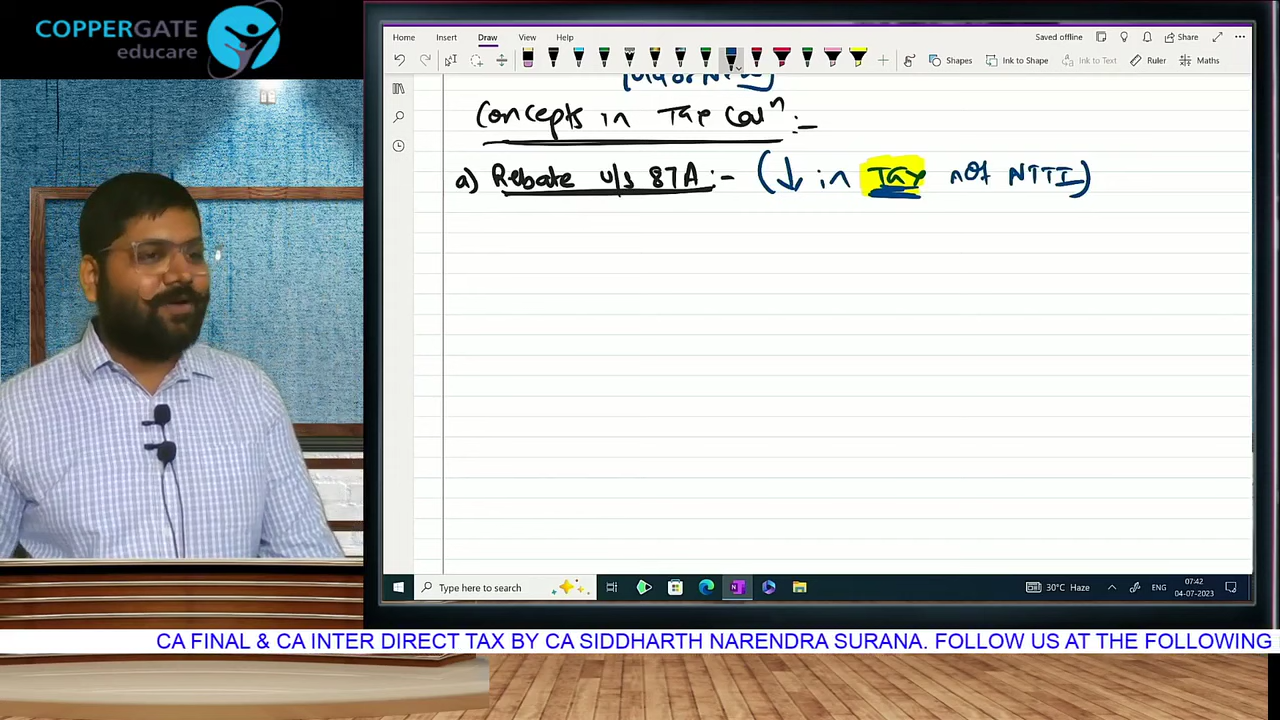 COPPERGATE
educare
Home Insert Draw View Help
Saved offline Share
Shapes Ink to Shape Ink to Text Ruler Maths
Concepts in Tax Calⁿ :-
a) Rebate u/s 87A :- (↓ in Tax not NTTI)
Type here to search
30°C Haze ENG 07:42
04-07-2023
CA FINAL & CA INTER DIRECT TAX BY CA SIDDHARTH NARENDRA SURANA. FOLLOW US AT THE FOLLOWING